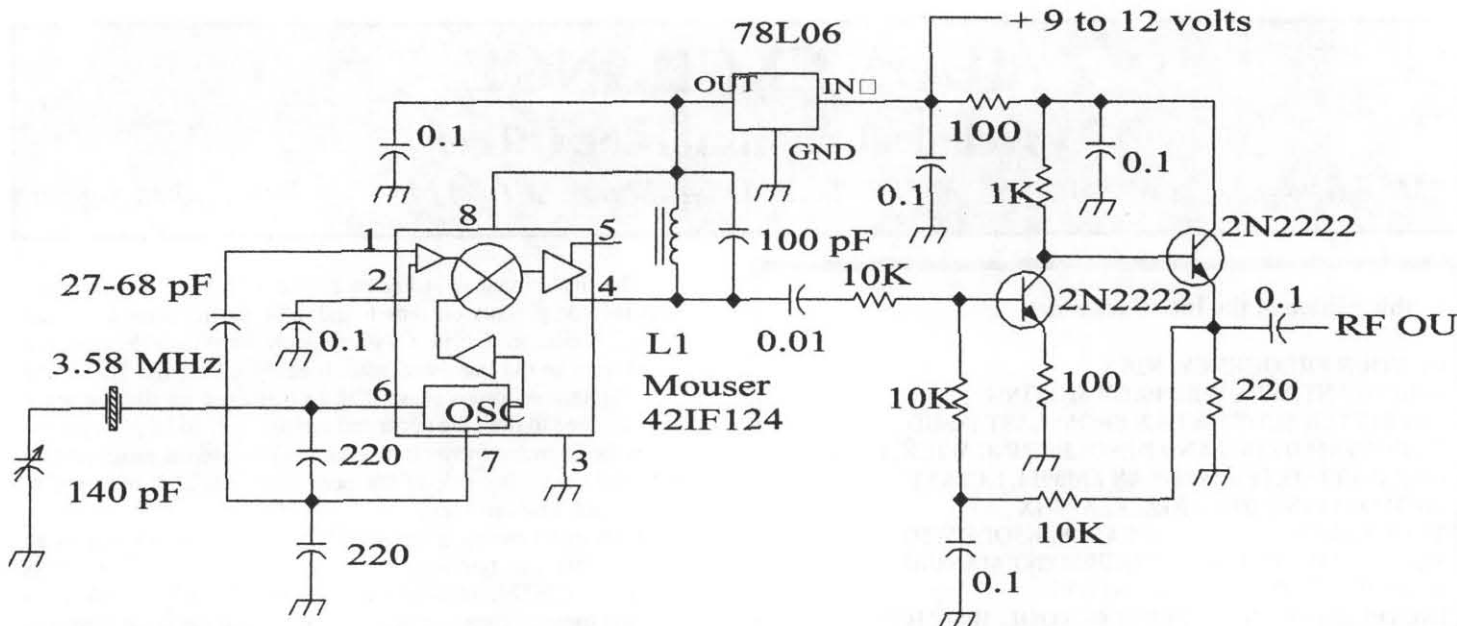 + 9 to 12 volts
78L06
OUT
IN□
GND
0.1
100
0.1
0.1
1K
8
1
2
5
4
100 pF
2N2222
27-68 pF
10K
2N2222
0.1
RF OU
0.1
L1
0.01
3.58 MHz
Mouser
42IF124
6
OSC
10K
100
220
220
7
3
140 pF
10K
220
0.1